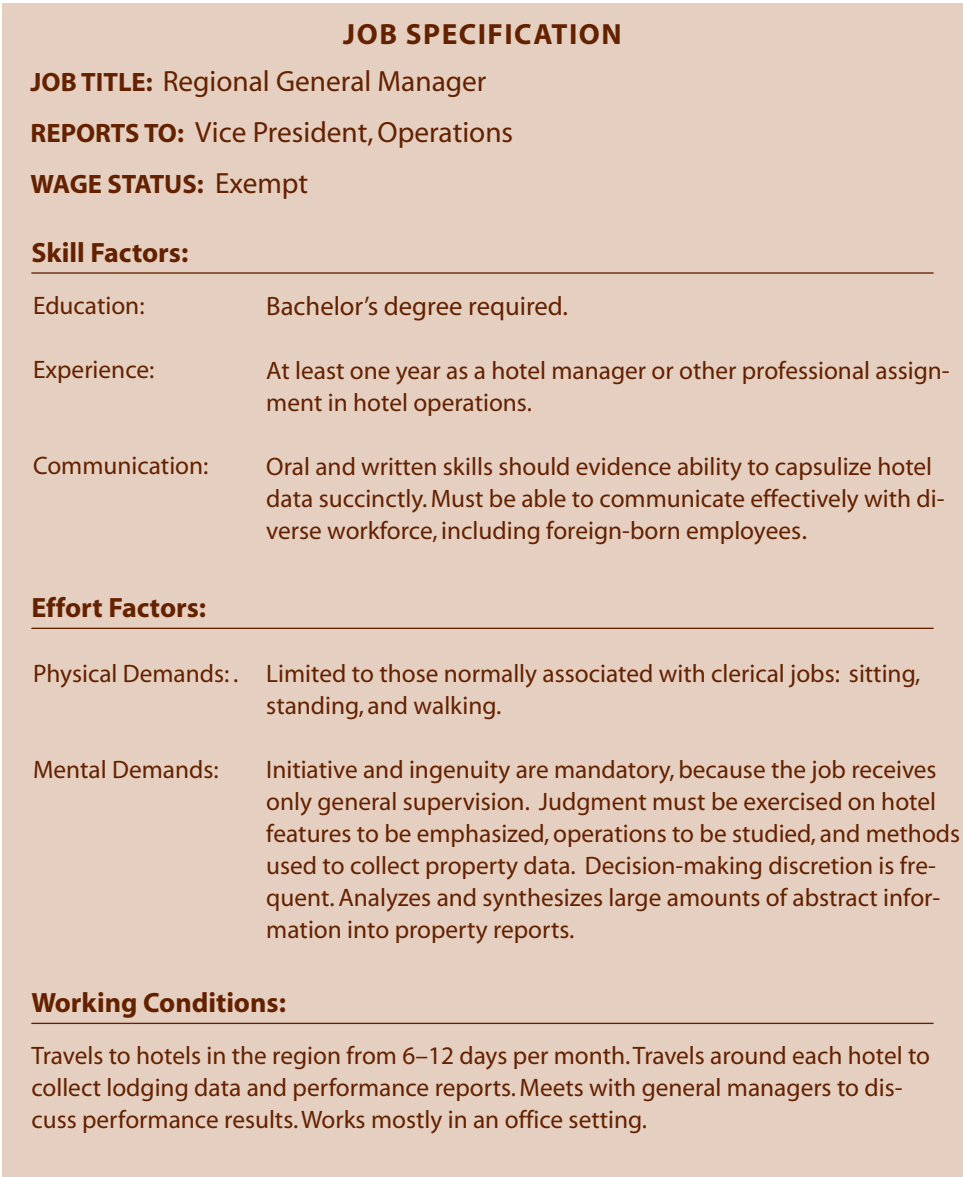 JOB SPECIFICATION
JOB TITLE: Regional General Manager
REPORTS TO: Vice President, Operations
WAGE STATUS: Exempt
Skill Factors:
Education: Bachelor’s degree required.
Experience: At least one year as a hotel manager or other professional assign-
ment in hotel operations.
Communication: Oral and written skills should evidence ability to capsulize hotel
data succinctly. Must be able to communicate effectively with di-
verse workforce, including foreign-born employees.
Effort Factors:
Physical Demands:. Limited to those normally associated with clerical jobs: sitting,
standing, and walking.
Mental Demands: Initiative and ingenuity are mandatory, because the job receives
only general supervision. Judgment must be exercised on hotel
features to be emphasized, operations to be studied, and methods
used to collect property data. Decision-making discretion is fre-
quent. Analyzes and synthesizes large amounts of abstract infor-
mation into property reports.
Working Conditions:
Travels to hotels in the region from 6–12 days per month. Travels around each hotel to
collect lodging data and performance reports. Meets with general managers to dis-
cuss performance results. Works mostly in an office setting.